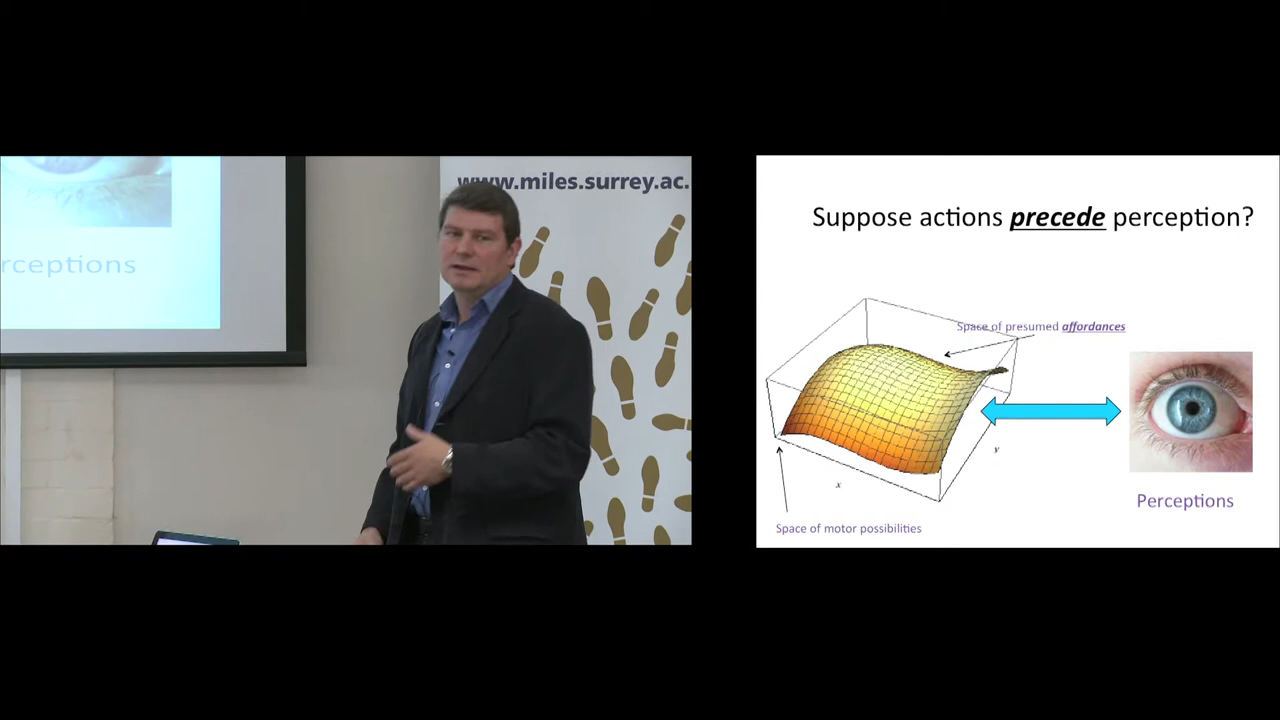 www.miles.surrey.ac.
rceptions
Suppose actions precede perception?
Space of presumed affordances
y
x
Perceptions
Space of motor possibilities